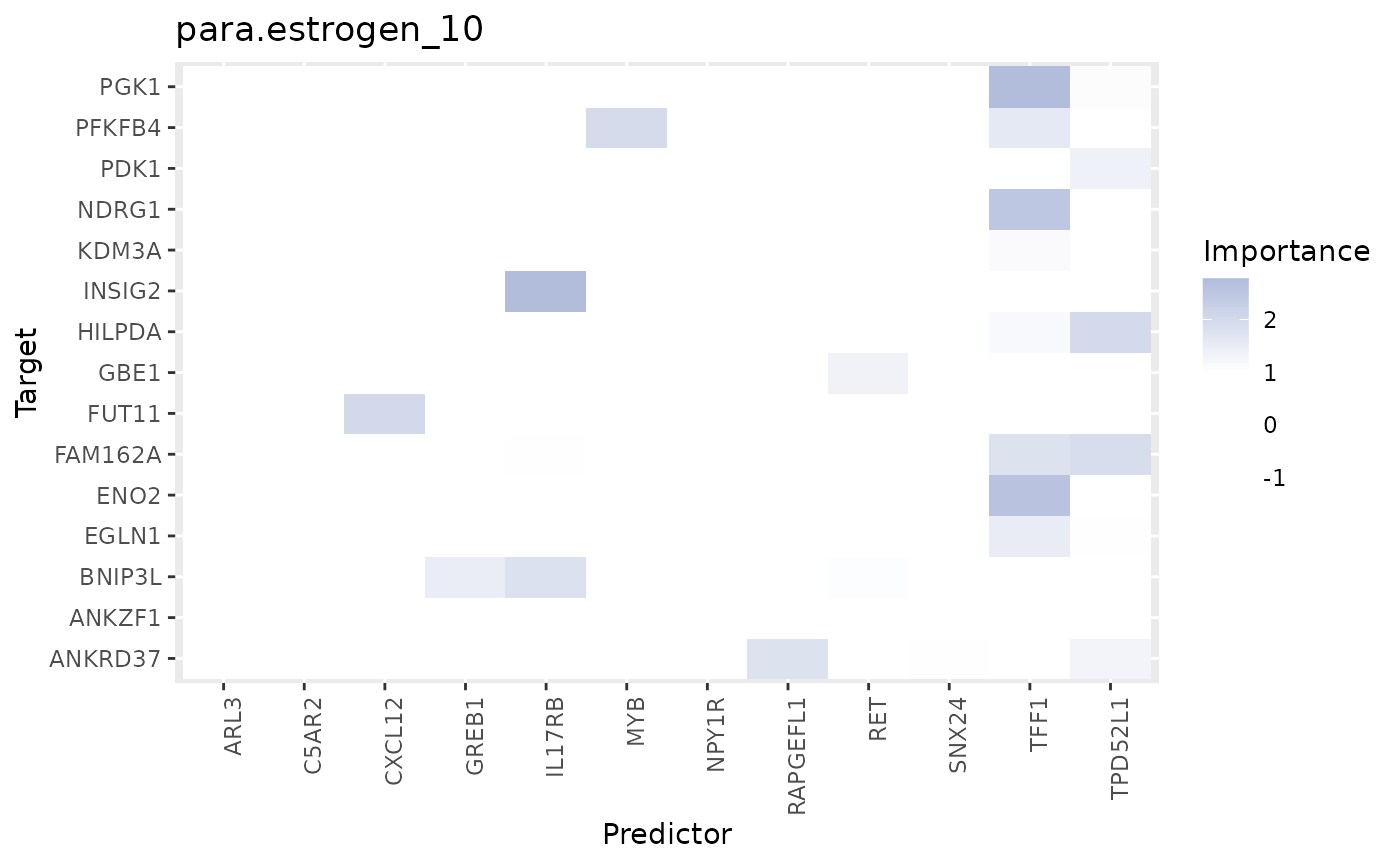 para.estrogen_10
PGK1
PFKFB4
PDK1
NDRG1
KDM3A
INSIG2
HILPDA
GBE1
FUT11
FAM162A
ENO2
EGLN1
BNIP3L
ANKZF1
ANKRD37
Target
ARL3
C5AR2
CXCL12
GREB1
IL17RB
MYB
NPY1R
RAPGEFL1
RET
SNX24
TFF1
TPD52L1
Predictor
Importance
2
1
0
-1